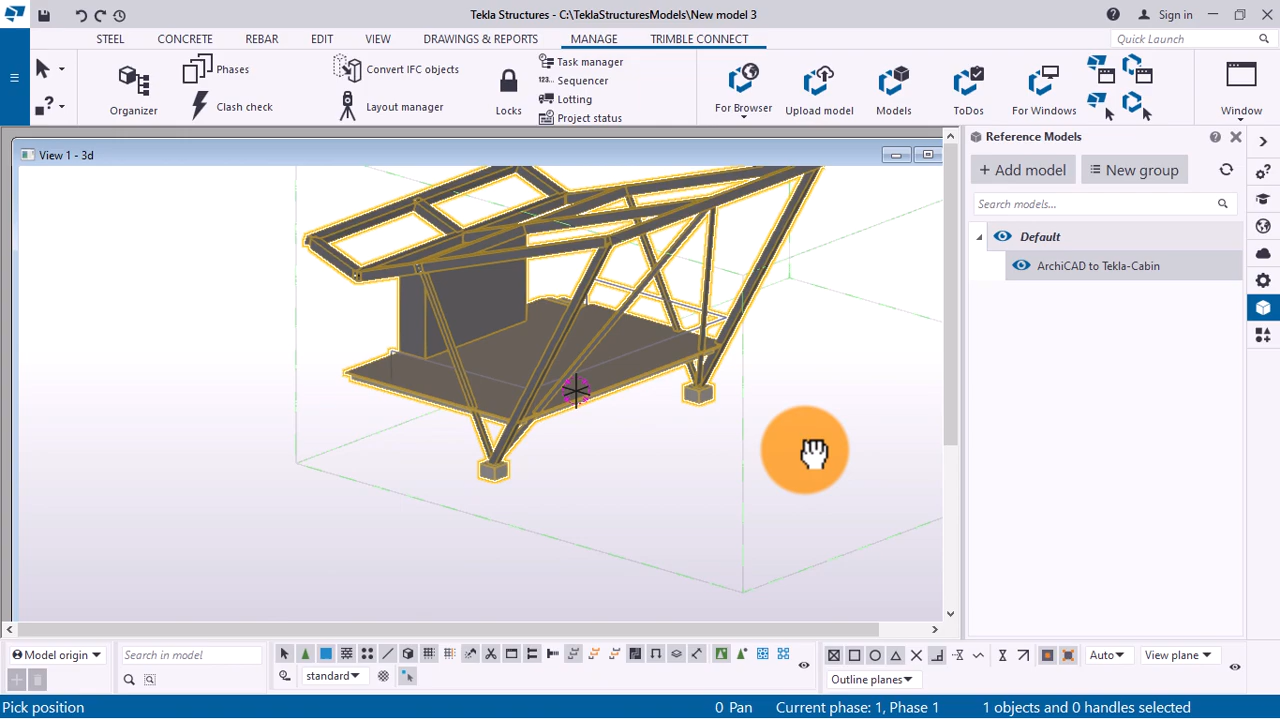 Tekla Structures - C:\TeklaStructuresModels\New model 3
Sign in
STEEL CONCRETE REBAR EDIT VIEW DRAWINGS & REPORTS MANAGE TRIMBLE CONNECT
Quick Launch
Organizer
Phases
Clash check
Convert IFC objects
Layout manager
Locks
Task manager
123... Sequencer
Lotting
Project status
For Browser
Upload model
Models
ToDos
For Windows
Window
View 1 - 3d
Reference Models
+ Add model
New group
Search models...
Default
ArchiCAD to Tekla-Cabin
Model origin
Search in model
standard
Auto
View plane
Outline planes
Pick position
0 Pan
Current phase: 1, Phase 1
1 objects and 0 handles selected